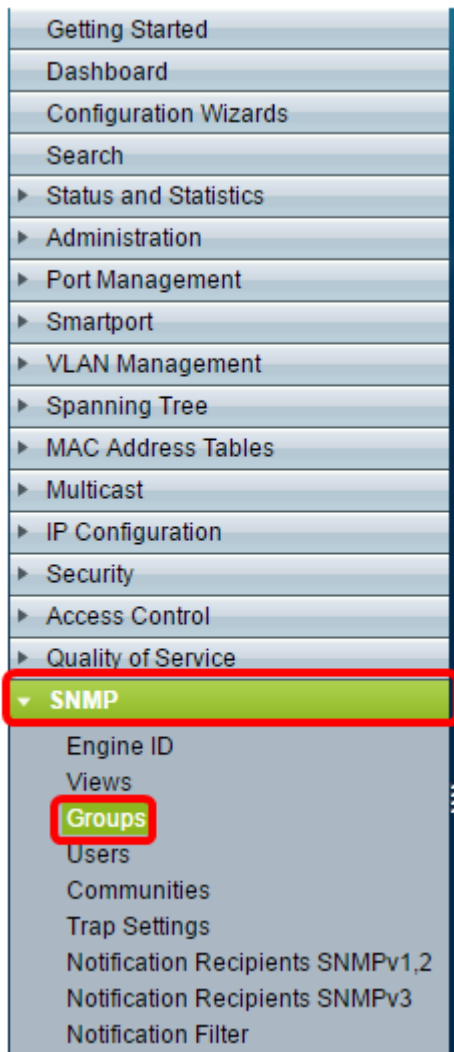 Getting Started
Dashboard
Configuration Wizards
Search
Status and Statistics
Administration
Port Management
Smartport
VLAN Management
Spanning Tree
MAC Address Tables
Multicast
IP Configuration
Security
Access Control
Quality of Service
SNMP
Engine ID
Views
Groups
Users
Communities
Trap Settings
Notification Recipients SNMPv1,2
Notification Recipients SNMPv3
Notification Filter